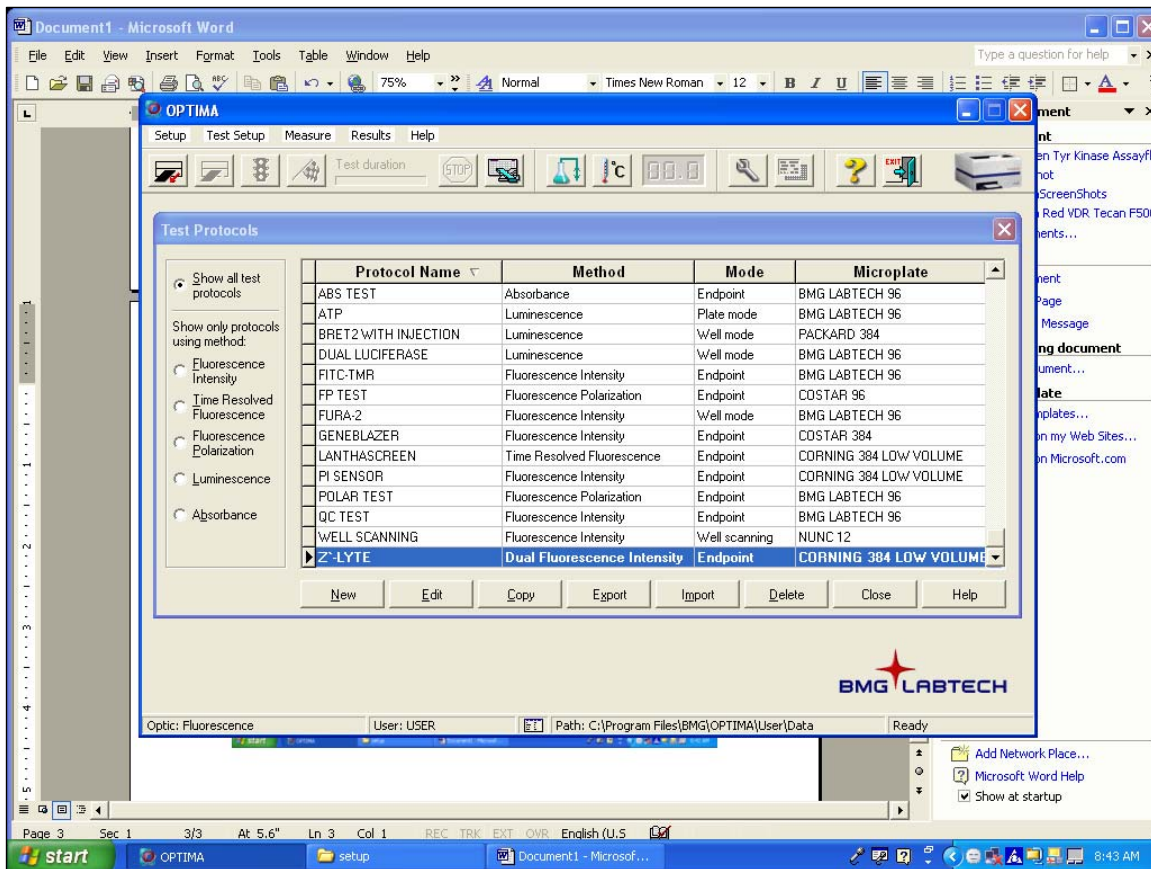 Document1 - Microsoft Word
File Edit View Insert Format Tools Table Window Help
Type a question for help
75% Normal Times New Roman 12 B I U
OPTIMA
Setup Test Setup Measure Results Help
Test duration
STOP
°C
EXIT
Test Protocols
Show all test
protocols
Show only protocols
using method:
Fluorescence
Intensity
Time Resolved
Fluorescence
Fluorescence
Polarization
Luminescence
Absorbance
Protocol Name Method Mode Microplate
ABS TEST Absorbance Endpoint BMG LABTECH 96
ATP Luminescence Plate mode BMG LABTECH 96
BRET2 WITH INJECTION Luminescence Well mode PACKARD 384
DUAL LUCIFERASE Luminescence Well mode BMG LABTECH 96
FITC-TMR Fluorescence Intensity Endpoint BMG LABTECH 96
FP TEST Fluorescence Polarization Endpoint COSTAR 96
FURA-2 Fluorescence Intensity Well mode BMG LABTECH 96
GENEBLAZER Fluorescence Intensity Endpoint COSTAR 384
LANTHASCREEN Time Resolved Fluorescence Endpoint CORNING 384 LOW VOLUME
PI SENSOR Fluorescence Intensity Endpoint CORNING 384 LOW VOLUME
POLAR TEST Fluorescence Polarization Endpoint BMG LABTECH 96
QC TEST Fluorescence Intensity Endpoint BMG LABTECH 96
WELL SCANNING Fluorescence Intensity Well scanning NUNC 12
Z`-LYTE Dual Fluorescence Intensity Endpoint CORNING 384 LOW VOLUME
New Edit Copy Export Import Delete Close Help
BMG LABTECH
Optic: Fluorescence User: USER Path: C:\Program Files\BMG\OPTIMA\User\Data Ready
ment
nt
en Tyr Kinase Assayfl
hot
ScreenShots
Red VDR Tecan F500
ments...
ment
Page
Message
ng document
ument...
late
mplates...
on my Web Sites...
on Microsoft.com
Add Network Place...
Microsoft Word Help
Show at startup
Page 3 Sec 1 3/3 At 5.6" Ln 3 Col 1 REC TRK EXT OVR English (U.S
start OPTIMA setup Document1 - Microsof... 8:43 AM